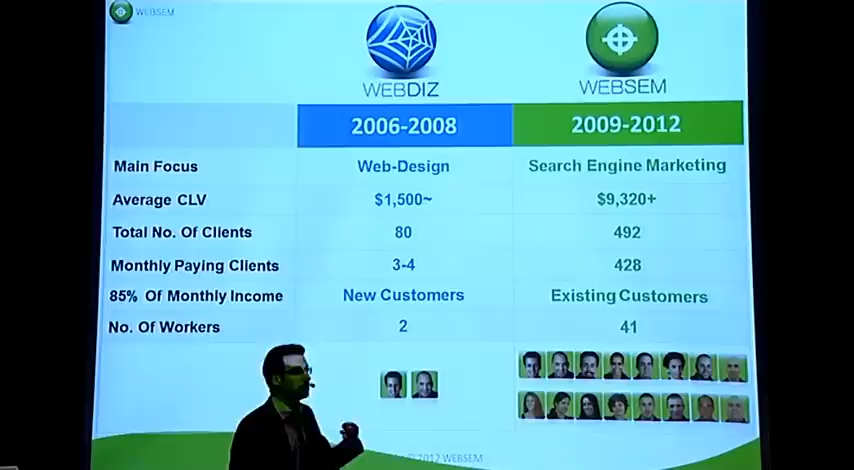 WEBSEM
WEBDIZ WEBSEM
2006-2008 2009-2012
Main Focus Web-Design Search Engine Marketing
Average CLV $1,500~ $9,320+
Total No. Of Clients 80 492
Monthly Paying Clients 3-4 428
85% Of Monthly Income New Customers Existing Customers
No. Of Workers 2 41
© 2012 WEBSEM